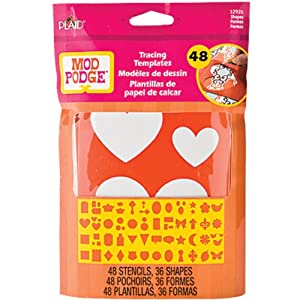 PLAID
12926
Shapes
Formas
Formes
MOD
PODGE
Tracing
Templates
48
Modèles de dessin
Plantillas de
papel de calcar
48 STENCILS, 36 SHAPES
48 POCHOIRS, 36 FORMES
48 PLANTILLAS, 36 FORMAS